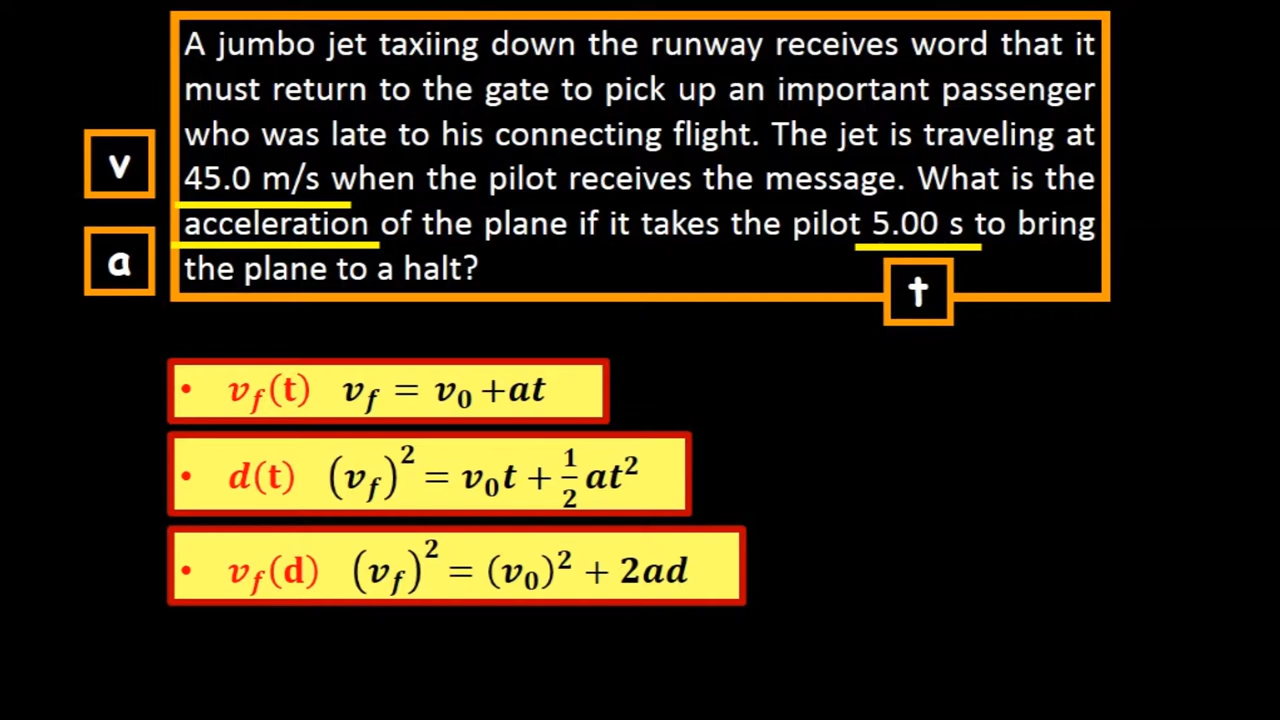 A jumbo jet taxiing down the runway receives word that it
must return to the gate to pick up an important passenger
who was late to his connecting flight. The jet is traveling at
v
45.0 m/s when the pilot receives the message. What is the
acceleration of the plane if it takes the pilot 5.00 s to bring
a
the plane to a halt?
t
• v_f(t) v_f = v_0 +at
• d(t) (v_f)^2 = v_0t + 1/2 at^2
• v_f(d) (v_f)^2 = (v_0)^2 + 2ad